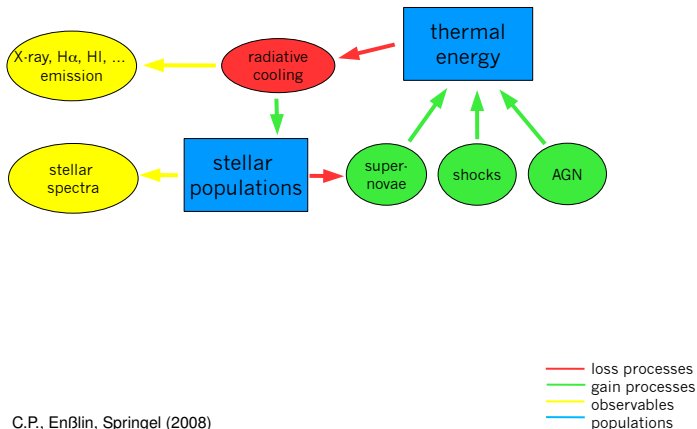 X-ray, Hα, HI, ...
emission
radiative
cooling
thermal
energy
stellar
spectra
stellar
populations
super-
novae
shocks
AGN
loss processes
gain processes
observables
populations
C.P., Enßlin, Springel (2008)